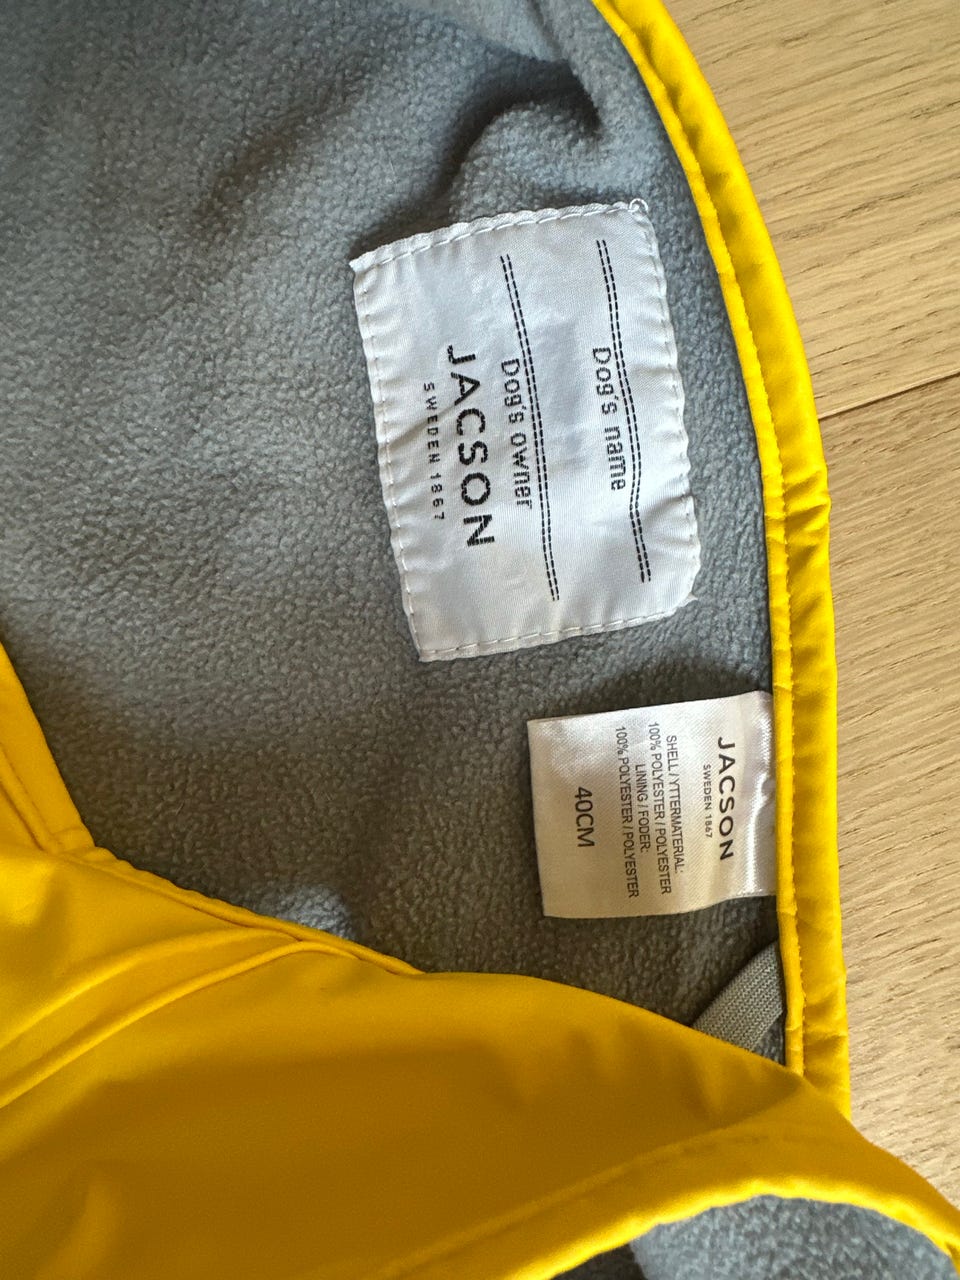 Dog's name
Dog's owner
JACSON
SWEDEN 1867
JACSON
SWEDEN 1867
SHELL / YTTERMATERIAL:
100% POLYESTER / POLYESTER
LINING / FODER:
100% POLYESTER / POLYESTER
40CM